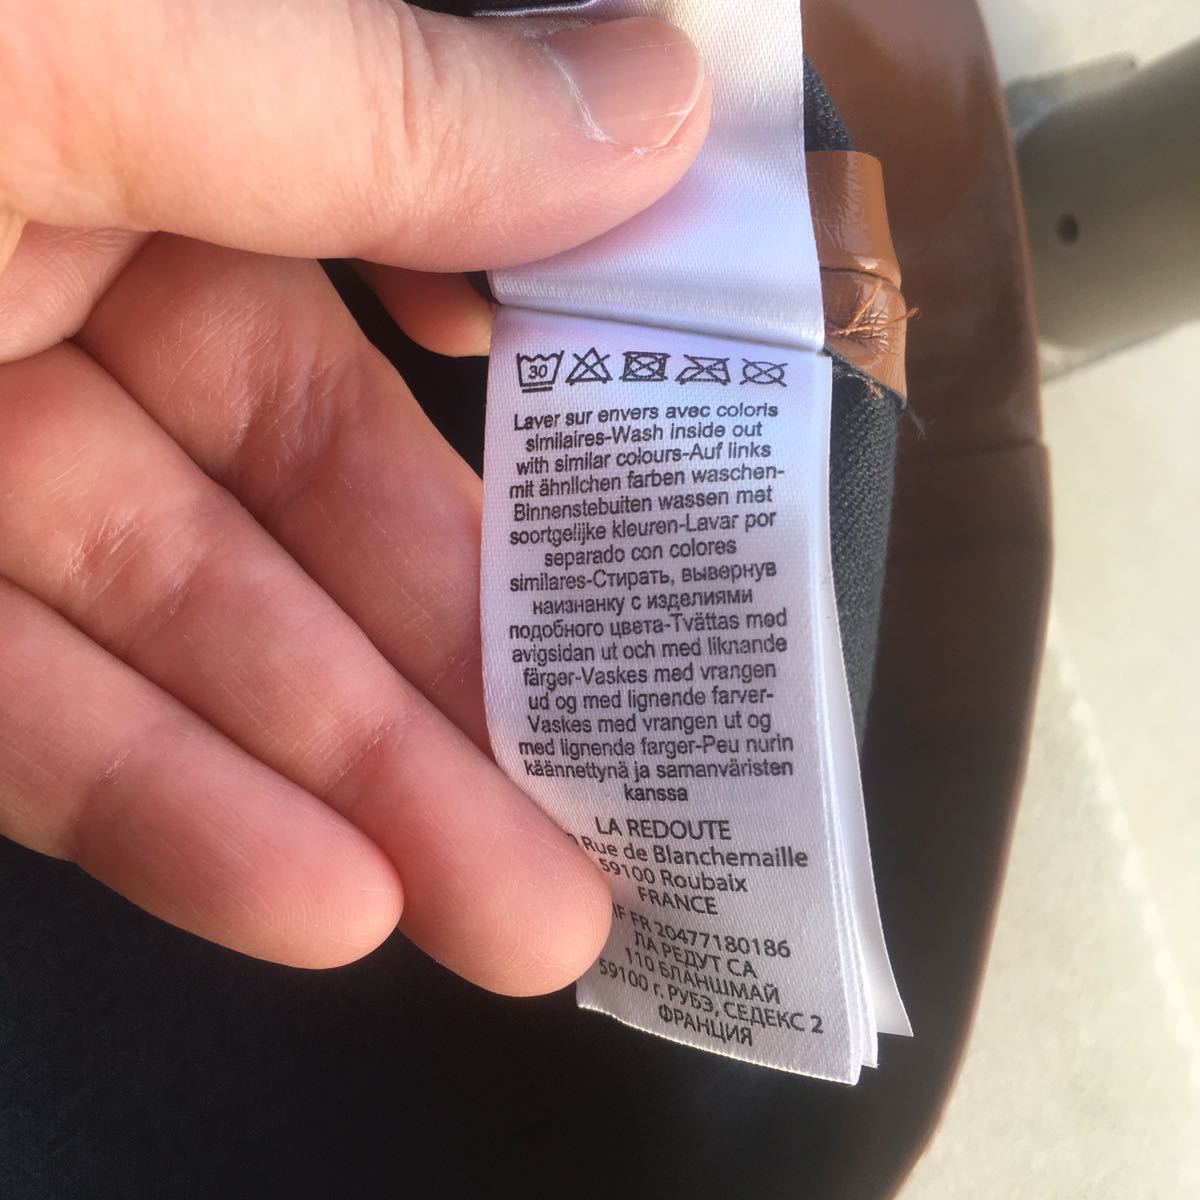 30
Laver sur envers avec coloris
similaires-Wash inside out
with similar colours-Auf links
mit ähnlichen farben waschen-
Binnenstebuiten wassen met
soortgelijke kleuren-Lavar por
separado con colores
similares-Стирать, вывернув
наизнанку с изделиями
подобного цвета-Tvättas med
avigsidan ut och med liknande
färger-Vaskes med vrangen
ud og med lignende farver-
Vaskes med vrangen ut og
med lignende farger-Peu nurin
käännettynä ja samanväristen
kanssa
LA REDOUTE
Rue de Blanchemaille
59100 Roubaix
FRANCE
FR 20477180186
ЛА РЕДУТ СА
110 БЛАНШМАЙ
59100 г. РУБЭ, СЕДЕКС 2
ФРАНЦИЯ